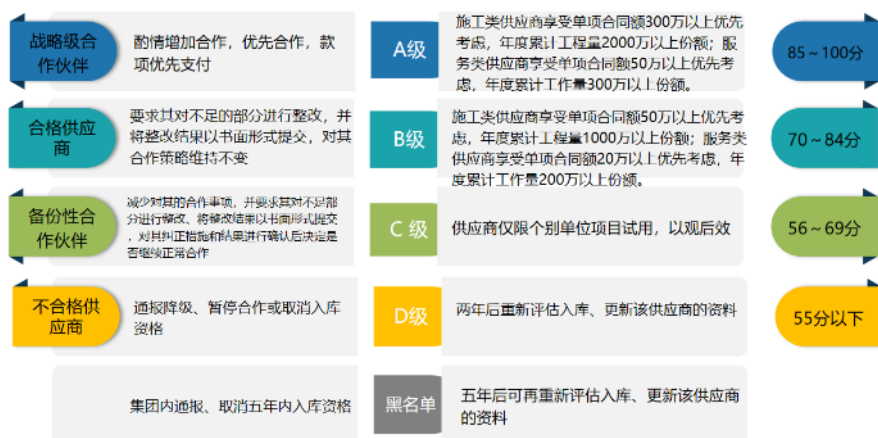 战略级合
作伙伴
酌情增加合作，优先合作，款
项优先支付
A级
施工类供应商享受单项合同额300万以上优先
考虑，年度累计工程量2000万以上份额；服
务类供应商享受单项合同额50万以上优先考
虑，年度累计工作量300万以上份额。
85～100分
合格供应
商
要求其对不足的部分进行整改，并
将整改结果以书面形式提交，对其
合作策略维持不变
B级
施工类供应商享受单项合同额50万以上优先考
虑，年度累计工程量1000万以上份额；服务类
供应商享受单项合同额20万以上优先考虑，年
度累计工作量200万以上份额。
70～84分
备份性合
作伙伴
减少对其的合作事项，并要求其对不足部
分进行整改、将整改结果以书面形式提交
，对其纠正措施和结果进行确认后决定是
否继续正常合作
C级
供应商仅限个别单位项目试用，以观后效
56～69分
不合格供
应商
通报降级、暂停合作或取消入库
资格
D级
两年后重新评估入库、更新该供应商的资料
55分以下
集团内通报、取消五年内入库资格
黑名单
五年后可再重新评估入库、更新该供应商
的资料